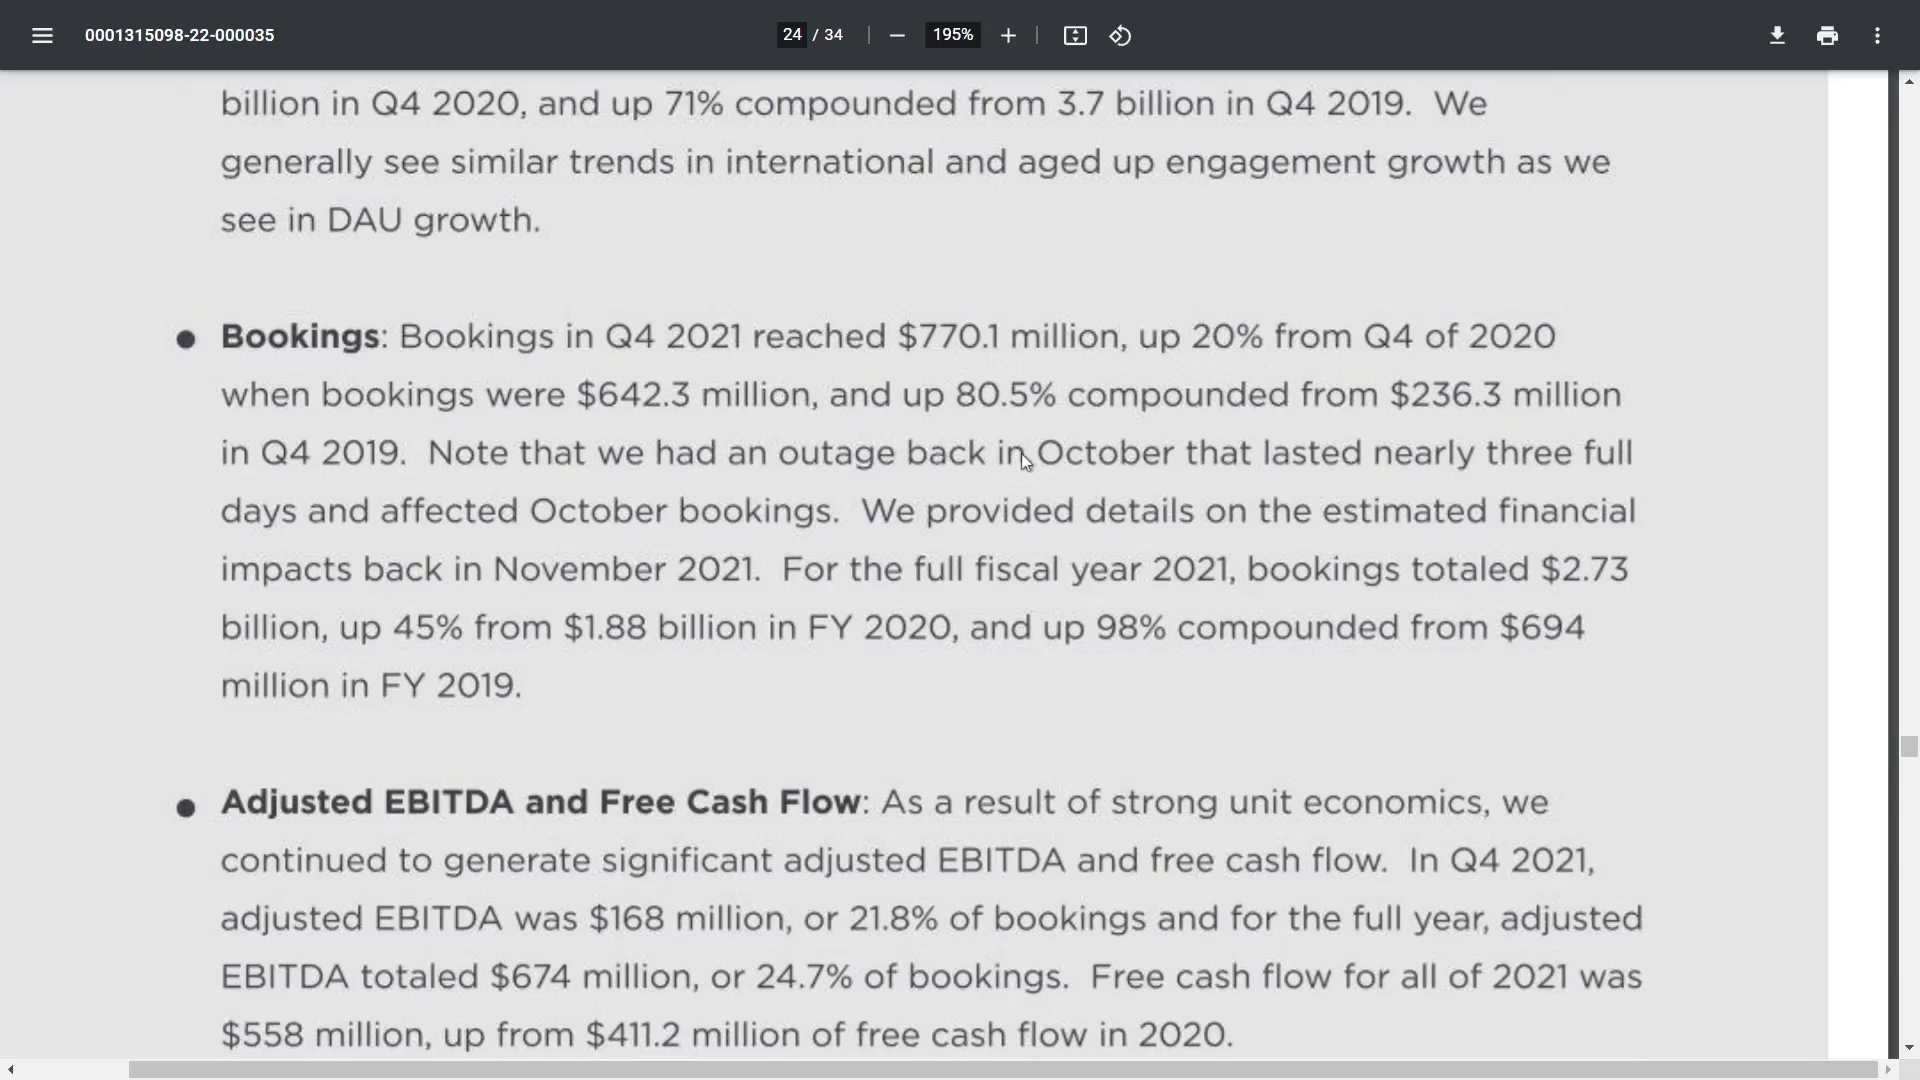 0001315098-22-000035
24 / 34
195%
billion in Q4 2020, and up 71% compounded from 3.7 billion in Q4 2019. We
generally see similar trends in international and aged up engagement growth as we
see in DAU growth.
● Bookings: Bookings in Q4 2021 reached $770.1 million, up 20% from Q4 of 2020
when bookings were $642.3 million, and up 80.5% compounded from $236.3 million
in Q4 2019. Note that we had an outage back in October that lasted nearly three full
days and affected October bookings. We provided details on the estimated financial
impacts back in November 2021. For the full fiscal year 2021, bookings totaled $2.73
billion, up 45% from $1.88 billion in FY 2020, and up 98% compounded from $694
million in FY 2019.
● Adjusted EBITDA and Free Cash Flow: As a result of strong unit economics, we
continued to generate significant adjusted EBITDA and free cash flow. In Q4 2021,
adjusted EBITDA was $168 million, or 21.8% of bookings and for the full year, adjusted
EBITDA totaled $674 million, or 24.7% of bookings. Free cash flow for all of 2021 was
$558 million, up from $411.2 million of free cash flow in 2020.